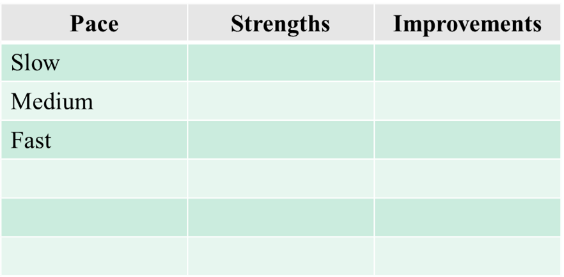 Pace Strengths Improvements
Slow
Medium
Fast